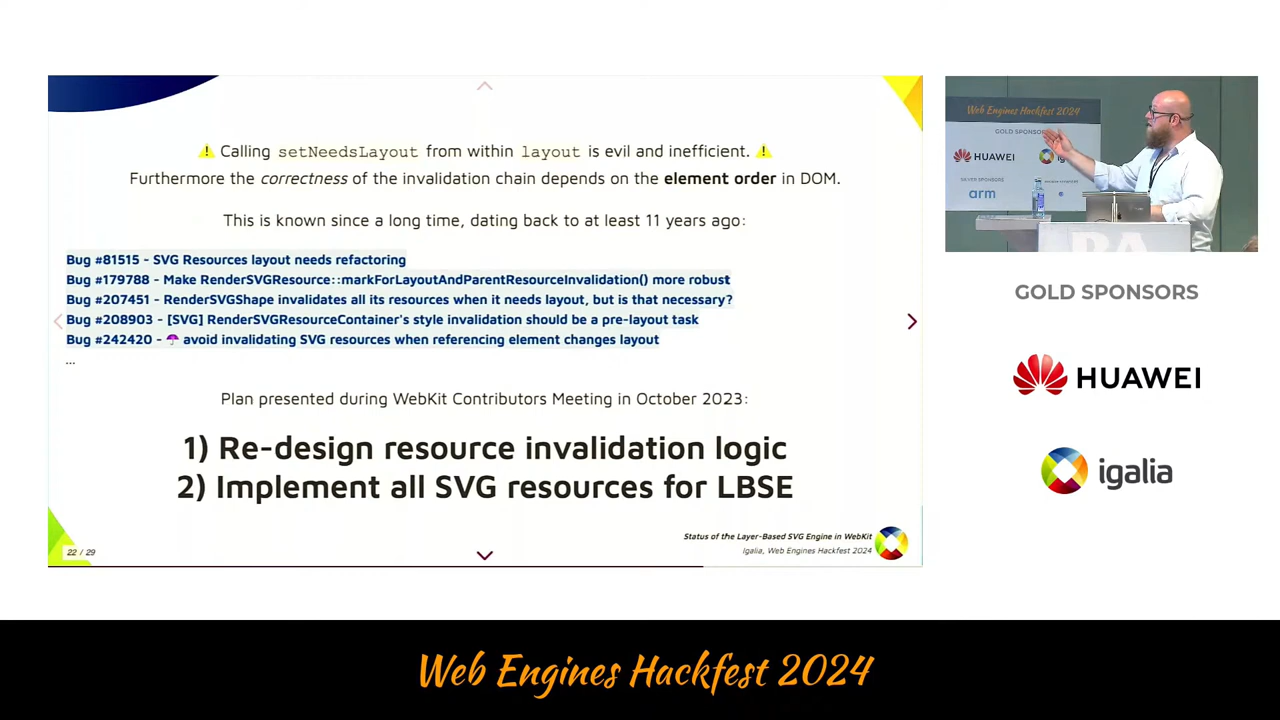 ⚠ Calling setNeedsLayout from within layout is evil and inefficient. ⚠
Furthermore the correctness of the invalidation chain depends on the element order in DOM.
This is known since a long time, dating back to at least 11 years ago:
Bug #81515 - SVG Resources layout needs refactoring
Bug #179788 - Make RenderSVGResource::markForLayoutAndParentResourceInvalidation() more robust
Bug #207451 - RenderSVGShape invalidates all its resources when it needs layout, but is that necessary?
Bug #208903 - [SVG] RenderSVGResourceContainer's style invalidation should be a pre-layout task
Bug #242420 - ☂ avoid invalidating SVG resources when referencing element changes layout
...
Plan presented during WebKit Contributors Meeting in October 2023:
1) Re-design resource invalidation logic
2) Implement all SVG resources for LBSE
22 / 29
Status of the Layer-Based SVG Engine in WebKit
Igalia, Web Engines Hackfest 2024
Web Engines Hackfest 2024
GOLD SPONSORS
HUAWEI
SILVER SPONSORS
arm
GOLD SPONSORS
HUAWEI
igalia
Web Engines Hackfest 2024